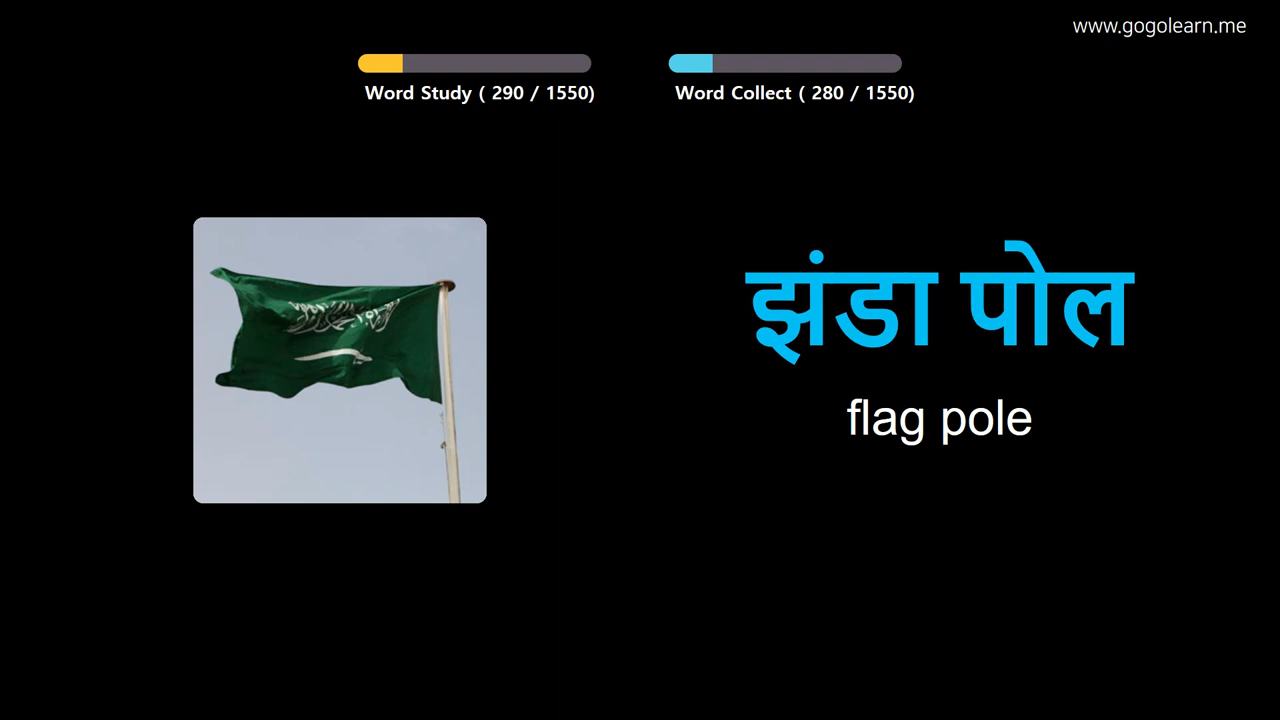 www.gogolearn.me
Word Study ( 290 / 1550)
Word Collect ( 280 / 1550)
झंडा पोल
flag pole